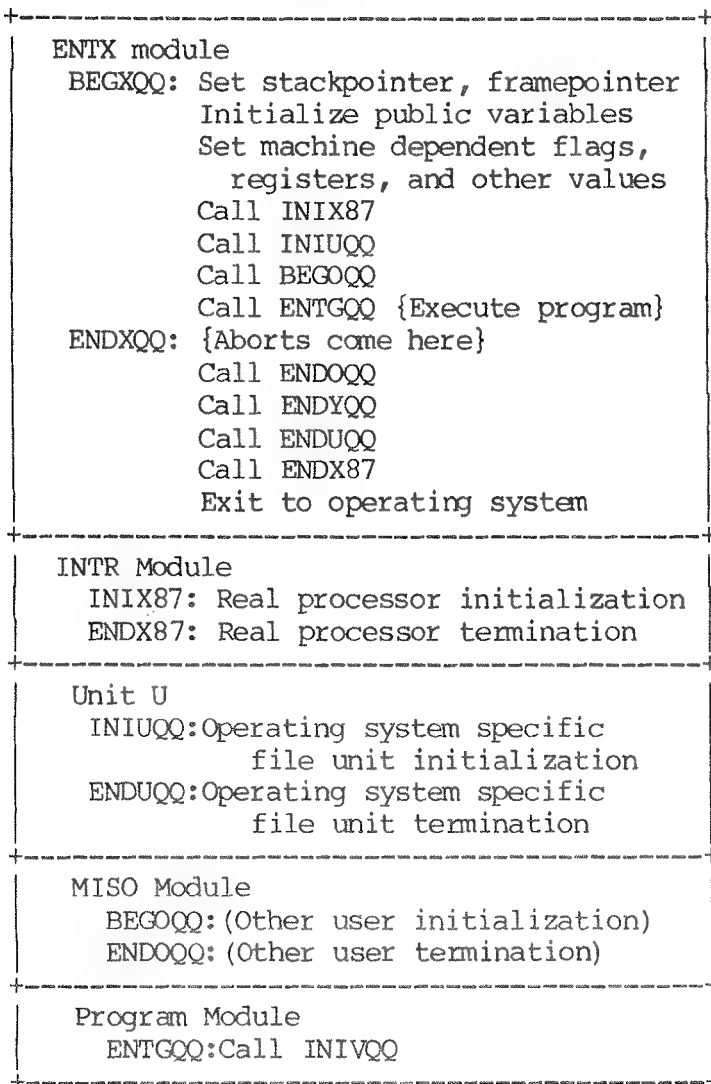 ENTX module
BEGXQQ: Set stackpointer, framepointer
Initialize public variables
Set machine dependent flags,
registers, and other values
Call INIX87
Call INIUQQ
Call BEGOQQ
Call ENTGQQ {Execute program}
ENDXQQ: {Aborts come here}
Call ENDOQQ
Call ENDYQQ
Call ENDUQQ
Call ENDX87
Exit to operating system
INTR Module
INIX87: Real processor initialization
ENDX87: Real processor termination
Unit U
INIUQQ:Operating system specific
file unit initialization
ENDUQQ:Operating system specific
file unit termination
MISO Module
BEGOQQ:(Other user initialization)
ENDOQQ:(Other user termination)
Program Module
ENTGQQ:Call INIVQQ